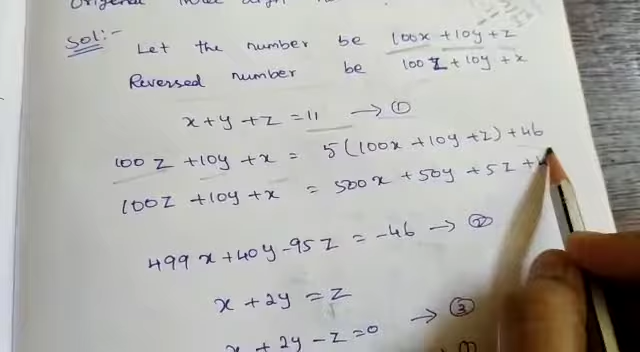 Original
Sol:-
Let the number be 100x + 10y + z
Reversed number be 100z + 10y + x
x + y + z = 11 → ①
100z + 10y + x = 5(100x + 10y + z) + 46
100z + 10y + x = 500x + 50y + 5z +
499x + 40y - 95z = -46 → ②
x + 2y = z
x + 2y - z = 0 → ③